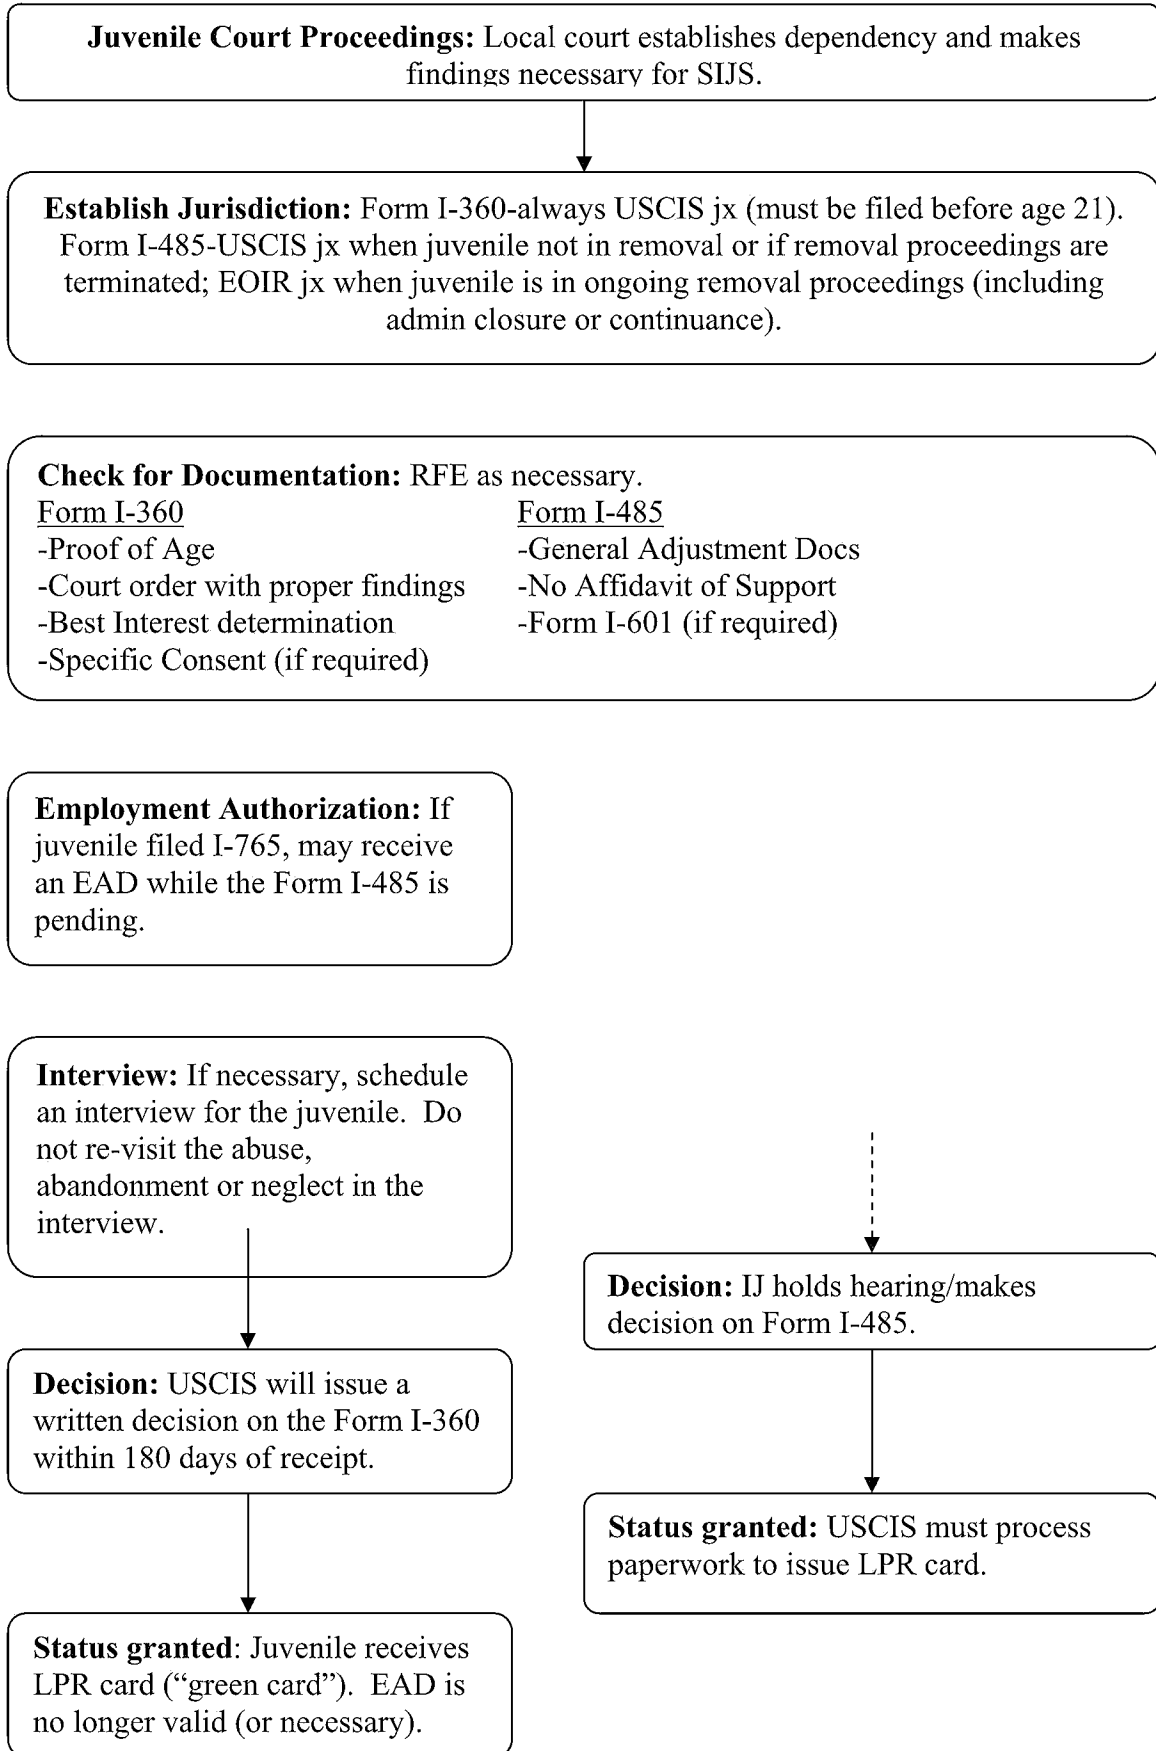 Juvenile Court Proceedings: Local court establishes dependency and makes
findings necessary for SIJS.
Establish Jurisdiction: Form I-360-always USCIS jx (must be filed before age 21).
Form I-485-USCIS jx when juvenile not in removal or if removal proceedings are
terminated; EOIR jx when juvenile is in ongoing removal proceedings (including
admin closure or continuance).
Check for Documentation: RFE as necessary.
Form I-360
-Proof of Age
-Court order with proper findings
-Best Interest determination
-Specific Consent (if required)
Form I-485
-General Adjustment Docs
-No Affidavit of Support
-Form I-601 (if required)
Employment Authorization: If
juvenile filed I-765, may receive
an EAD while the Form I-485 is
pending.
Interview: If necessary, schedule
an interview for the juvenile.  Do
not re-visit the abuse,
abandonment or neglect in the
interview.
Decision: USCIS will issue a
written decision on the Form I-360
within 180 days of receipt.
Status granted: Juvenile receives
LPR card (“green card”).  EAD is
no longer valid (or necessary).
Decision: IJ holds hearing/makes
decision on Form I-485.
Status granted: USCIS must process
paperwork to issue LPR card.